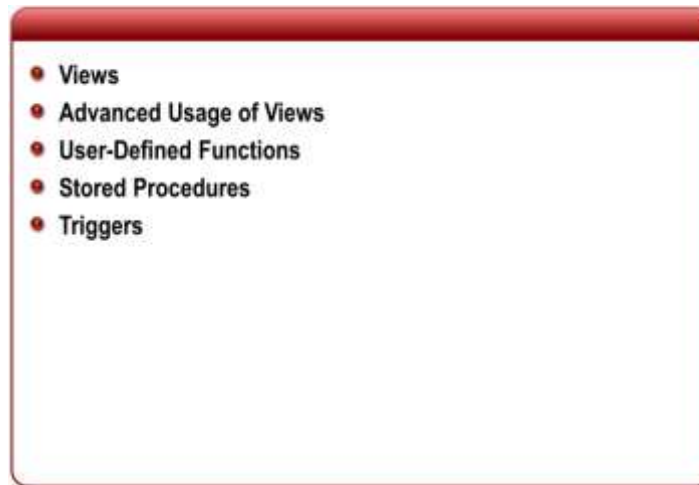 Views
Advanced Usage of Views
User-Defined Functions
Stored Procedures
Triggers